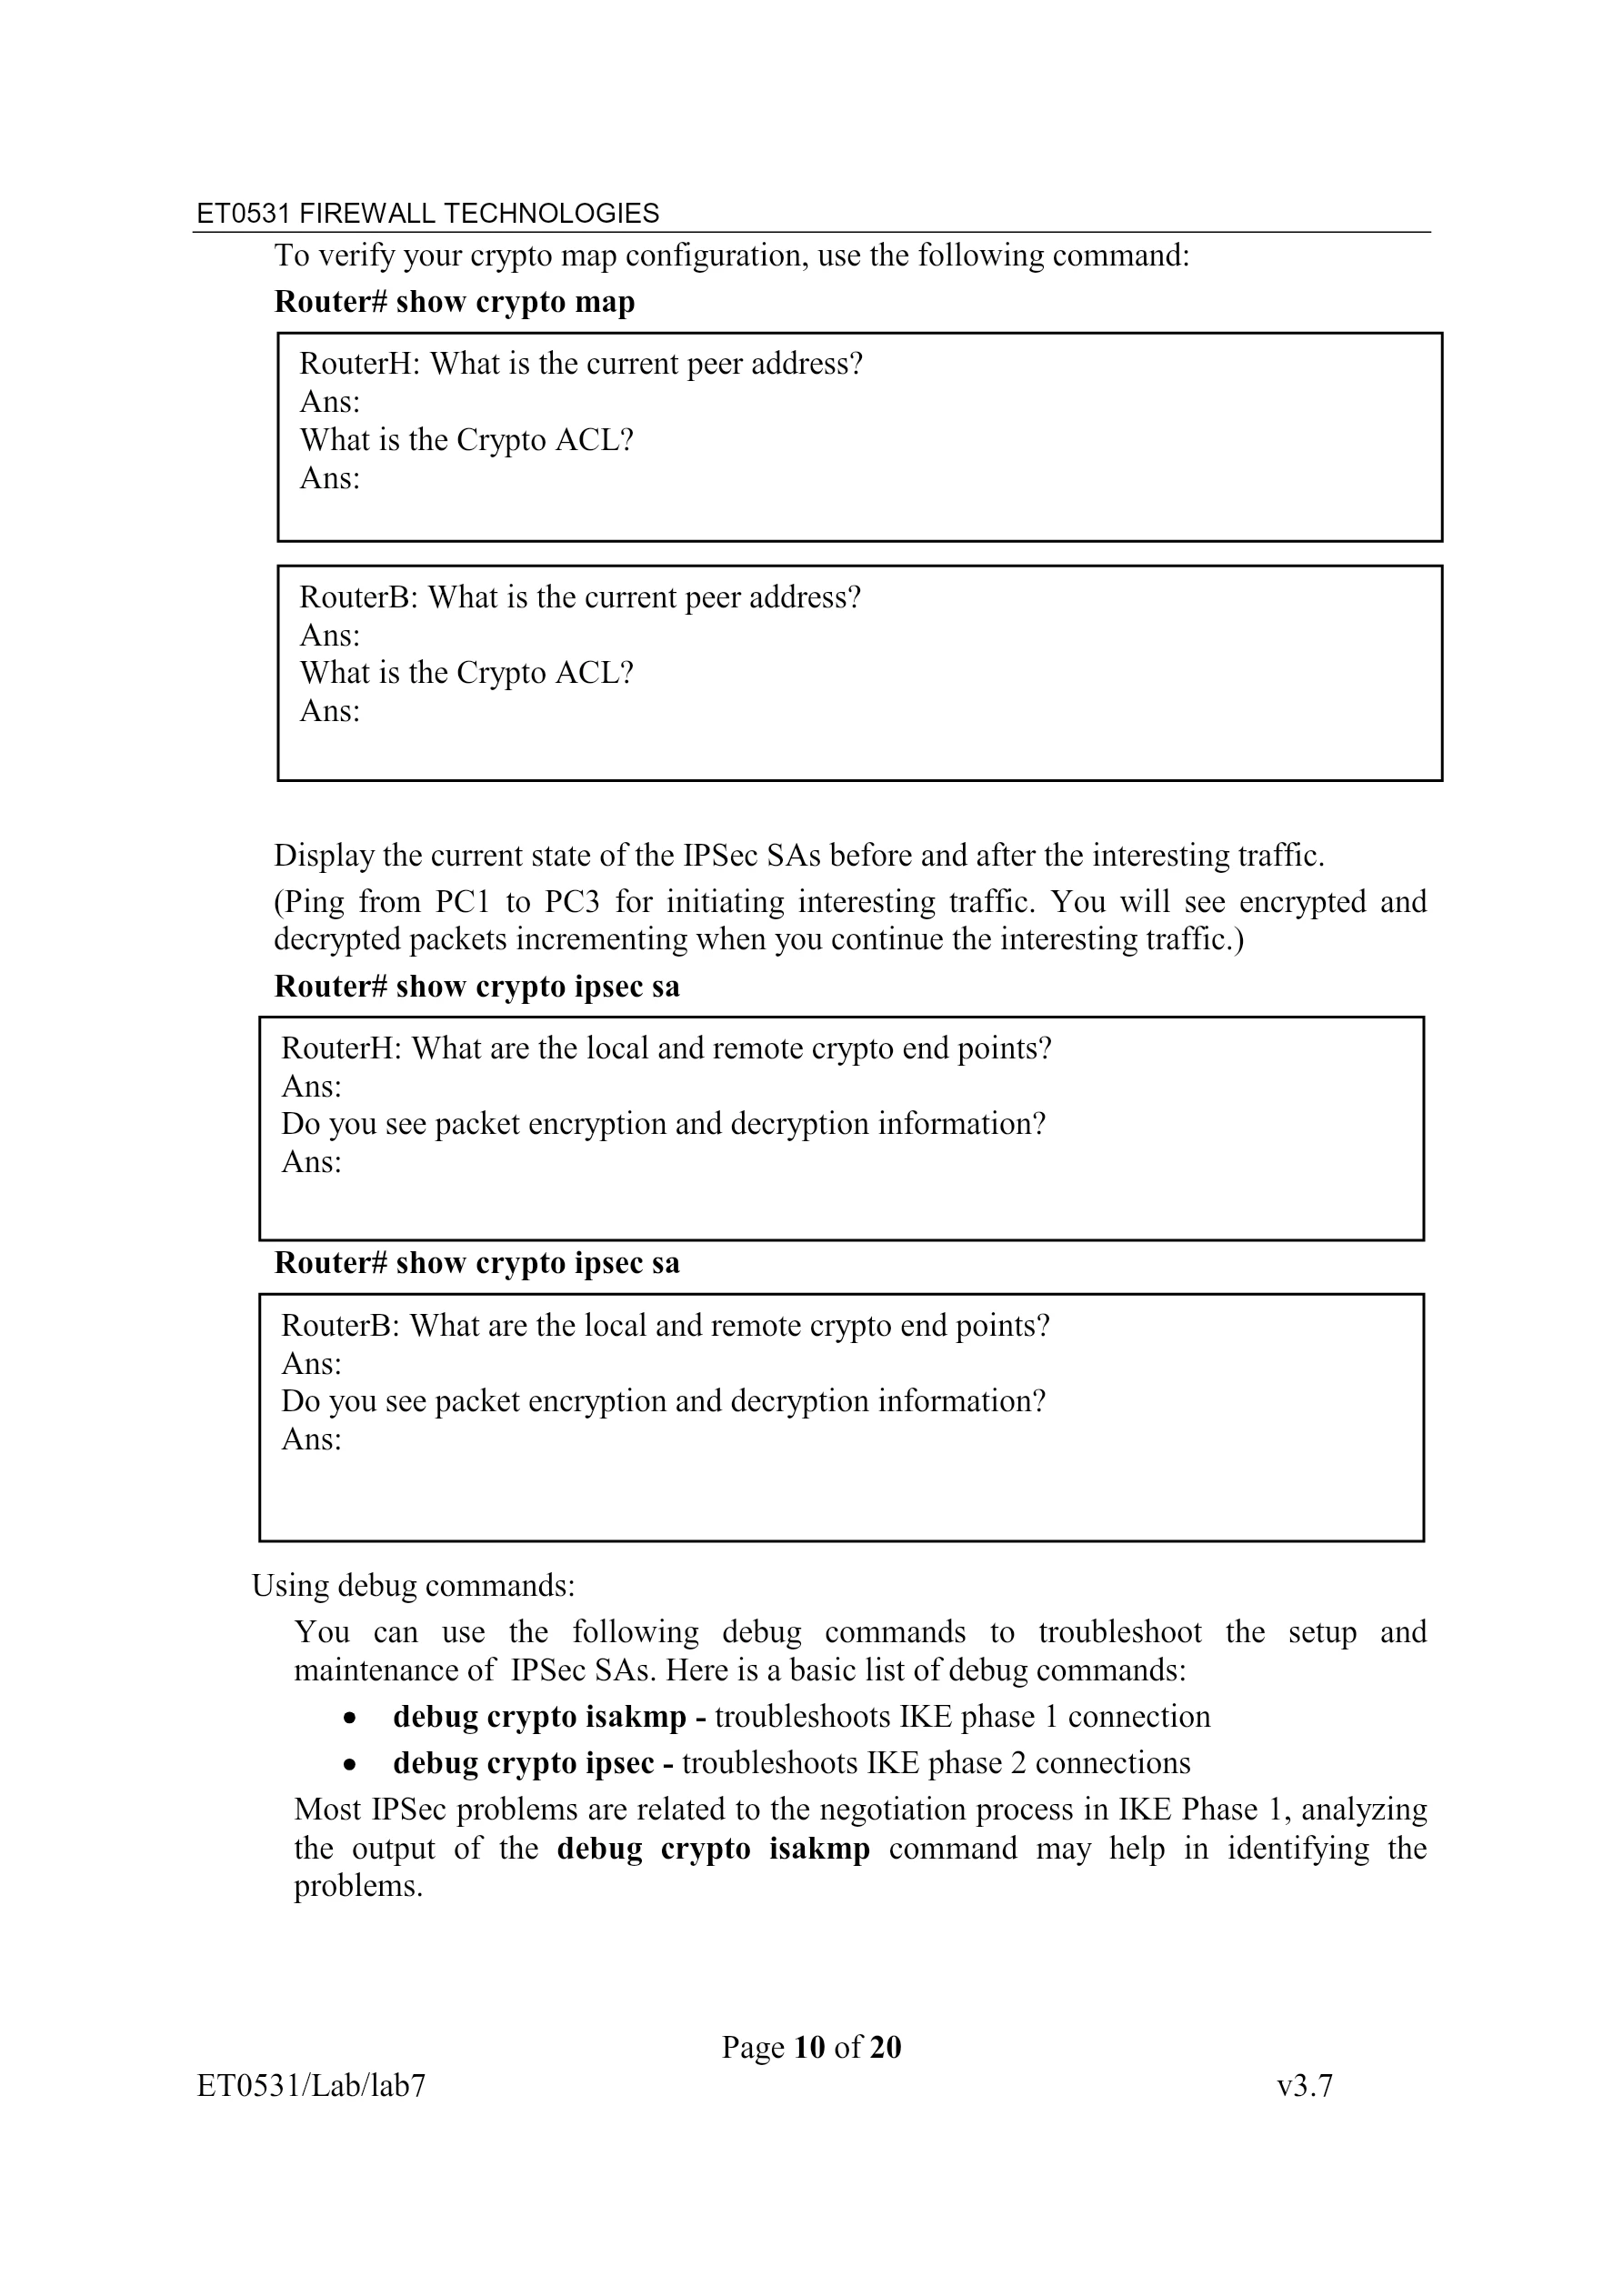 ET0531 FIREWALL TECHNOLOGIES
To verify your crypto map configuration, use the following command:
Router# show crypto map
RouterH: What is the current peer address?
Ans:
What is the Crypto ACL?
Ans:
RouterB: What is the current peer address?
Ans:
What is the Crypto ACL?
Ans:
Display the current state of the IPSec SAs before and after the interesting traffic.
(Ping from PC1 to PC3 for initiating interesting traffic. You will see encrypted and
decrypted packets incrementing when you continue the interesting traffic.)
Router# show crypto ipsec sa
RouterH: What are the local and remote crypto end points?
Ans:
Do you see packet encryption and decryption information?
Ans:
Router# show crypto ipsec sa
RouterB: What are the local and remote crypto end points?
Ans:
Do you see packet encryption and decryption information?
Ans:
Using debug commands:
You can use the following debug commands to troubleshoot the setup and
maintenance of IPSec SAs. Here is a basic list of debug commands:
• debug crypto isakmp - troubleshoots IKE phase 1 connection
• debug crypto ipsec - troubleshoots IKE phase 2 connections
Most IPSec problems are related to the negotiation process in IKE Phase 1, analyzing
the output of the debug crypto isakmp command may help in identifying the
problems.
Page 10 of 20
ET0531/Lab/lab7 v3.7